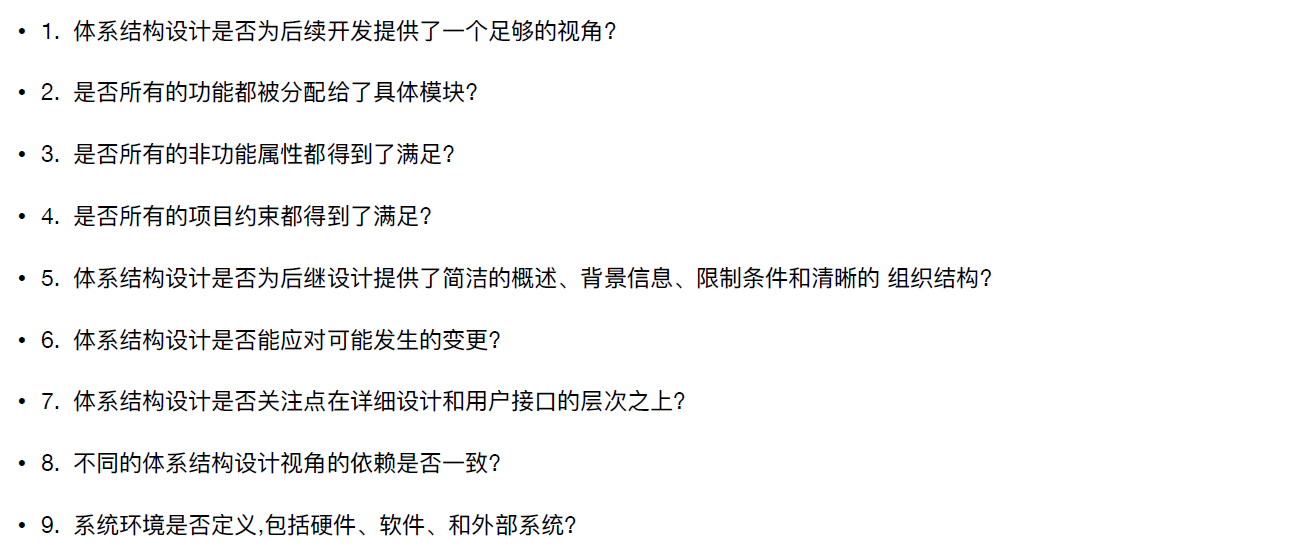 • 1. 体系结构设计是否为后续开发提供了一个足够的视角?
• 2. 是否所有的功能都被分配给了具体模块?
• 3. 是否所有的非功能属性都得到了满足?
• 4. 是否所有的项目约束都得到了满足?
• 5. 体系结构设计是否为后继设计提供了简洁的概述、背景信息、限制条件和清晰的 组织结构?
• 6. 体系结构设计是否能应对可能发生的变更?
• 7. 体系结构设计是否关注点在详细设计和用户接口的层次之上?
• 8. 不同的体系结构设计视角的依赖是否一致?
• 9. 系统环境是否定义,包括硬件、软件、和外部系统?